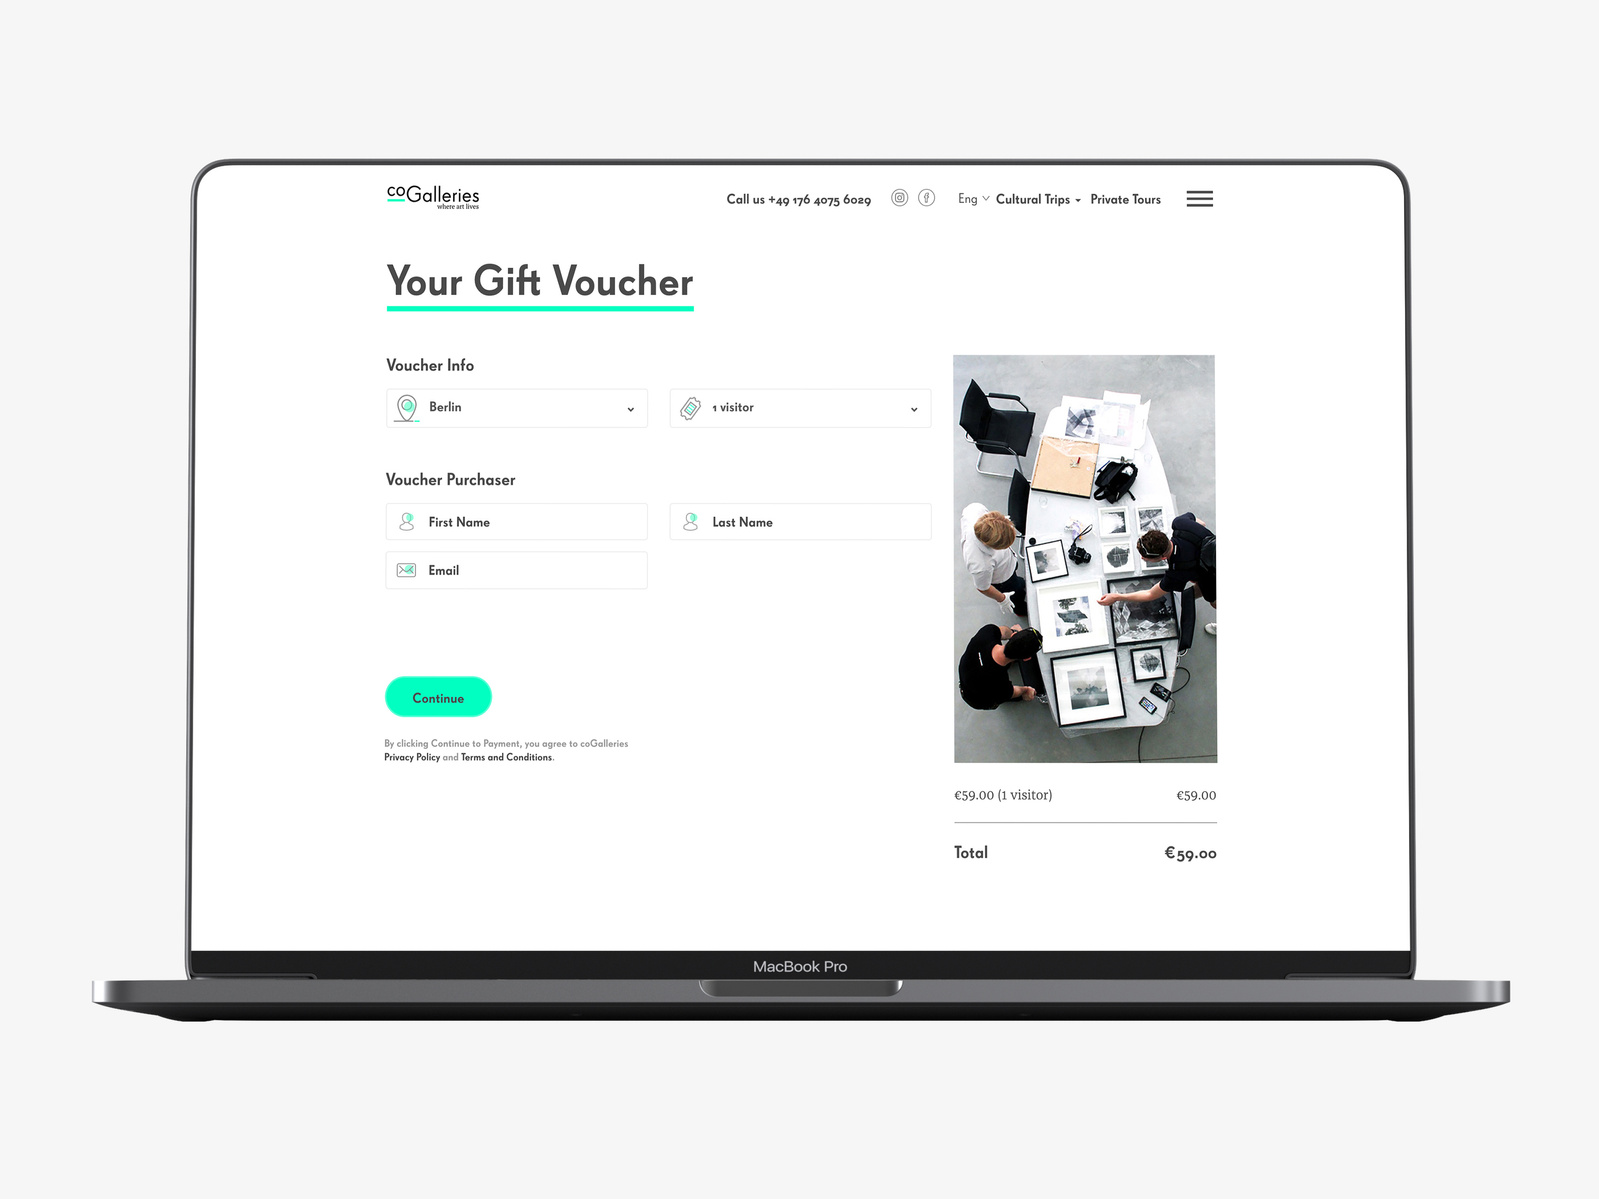 coGalleries
where art lives
Call us +49 176 4075 6029
Eng
Cultural Trips
Private Tours
Your Gift Voucher
Voucher Info
Berlin
1 visitor
Voucher Purchaser
First Name
Last Name
Email
Continue
By clicking Continue to Payment, you agree to coGalleries
Privacy Policy and Terms and Conditions.
€59.00 (1 visitor)
€59.00
Total
€59.00
MacBook Pro